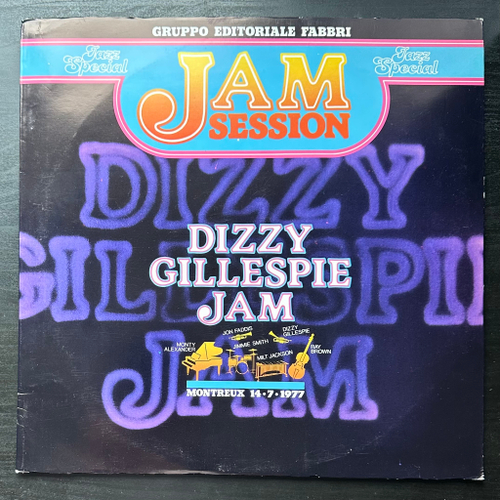 GRUPPO EDITORIALE FABBRI
Jazz Special
Jazz Special
JAM
SESSION
DIZZY
GILLESPIE
JAM
DIZZY
GILLESPIE
JAM
JON FADDIS
DIZZY GILLESPIE
MONTY ALEXANDER
JIMMIE SMITH
RAY BROWN
MILT JACKSON
MONTREUX 14·7·1977